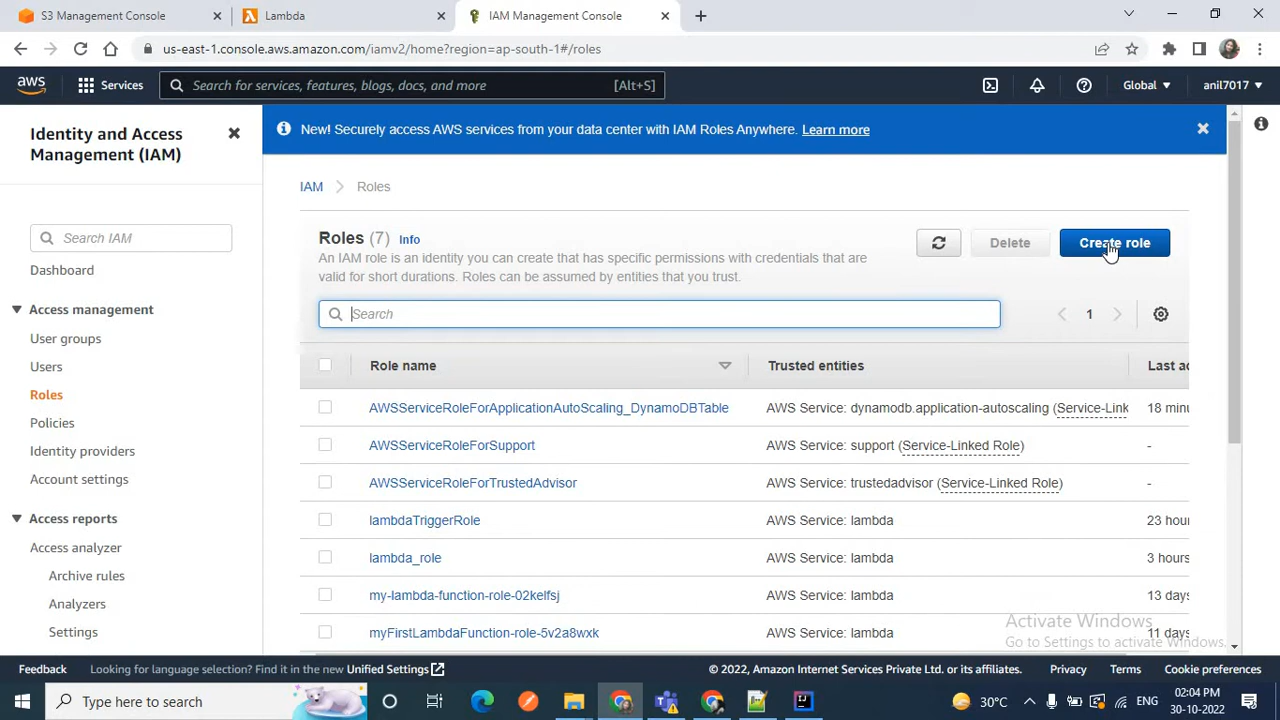 S3 Management Console
Lambda
IAM Management Console
us-east-1.console.aws.amazon.com/iamv2/home?region=ap-south-1#/roles
aws
Services
Search for services, features, blogs, docs, and more
[Alt+S]
Global
anil7017
Identity and Access Management (IAM)
Search IAM
Dashboard
Access management
User groups
Users
Roles
Policies
Identity providers
Account settings
Access reports
Access analyzer
Archive rules
Analyzers
Settings
New! Securely access AWS services from your data center with IAM Roles Anywhere. Learn more
IAM
Roles
Roles (7) Info
An IAM role is an identity you can create that has specific permissions with credentials that are
valid for short durations. Roles can be assumed by entities that you trust.
Delete
Create role
Search
1
Role name
Trusted entities
Last ac
AWSServiceRoleForApplicationAutoScaling_DynamoDBTable
AWS Service: dynamodb.application-autoscaling (Service-Link
18 minu
AWSServiceRoleForSupport
AWS Service: support (Service-Linked Role)
-
AWSServiceRoleForTrustedAdvisor
AWS Service: trustedadvisor (Service-Linked Role)
-
lambdaTriggerRole
AWS Service: lambda
23 hour
lambda_role
AWS Service: lambda
3 hours
my-lambda-function-role-02kelfsj
AWS Service: lambda
13 days
myFirstLambdaFunction-role-5v2a8wxk
AWS Service: lambda
11 days
Activate Windows
Go to Settings to activate Windows.
Feedback
Looking for language selection? Find it in the new Unified Settings
© 2022, Amazon Internet Services Private Ltd. or its affiliates.
Privacy
Terms
Cookie preferences
Type here to search
30°C
ENG
02:04 PM
30-10-2022